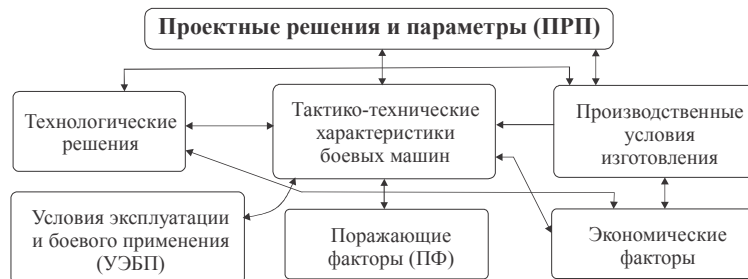 Проектные решения и параметры (ПРП)
Технологические
решения
Тактико-технические
характеристики
боевых машин
Производственные
условия
изготовления
Условия эксплуатации
и боевого применения
(УЭБП)
Поражающие
факторы (ПФ)
Экономические
факторы